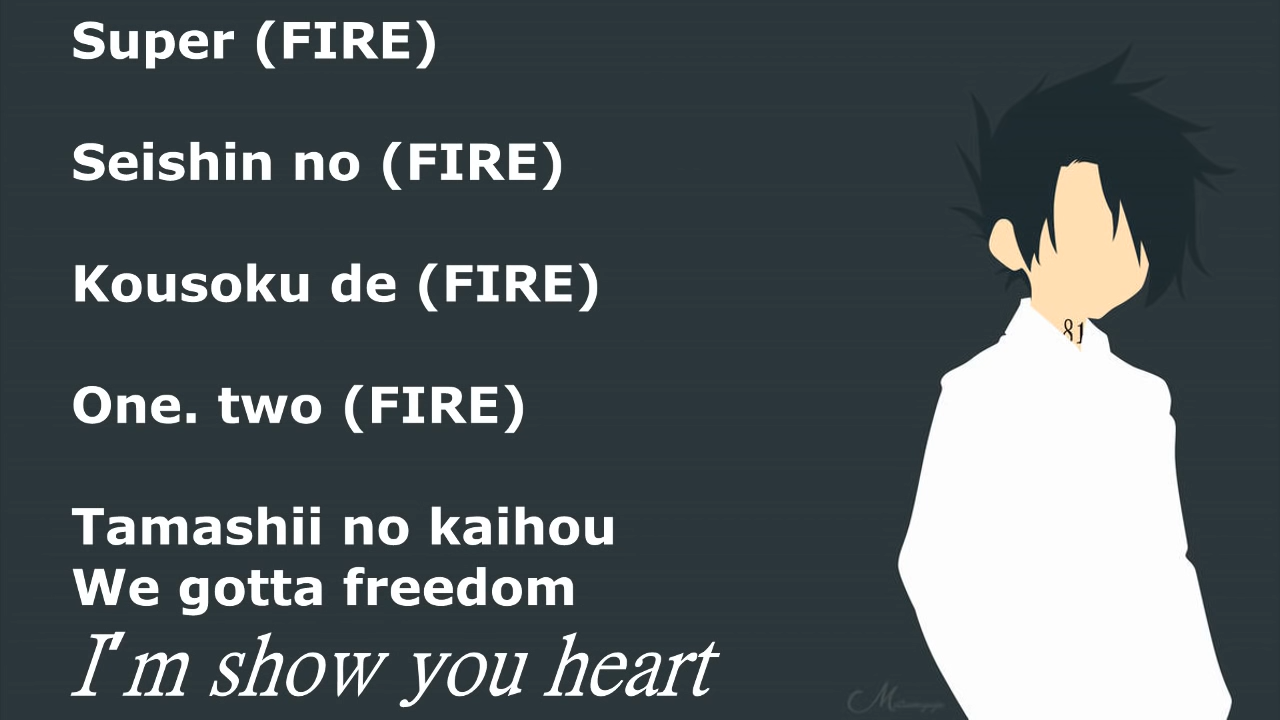 Super (FIRE)
Seishin no (FIRE)
Kousoku de (FIRE)
One. two (FIRE)
Tamashii no kaihou
We gotta freedom
I'm show you heart